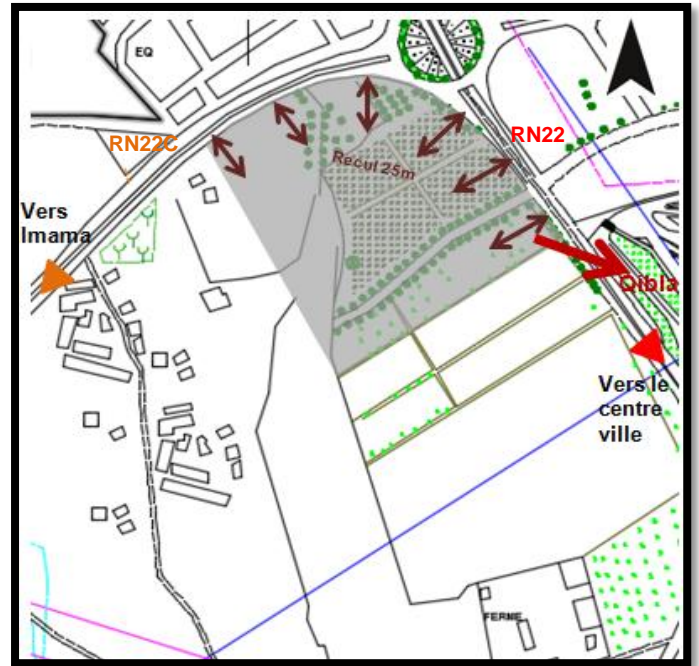 EQ
RN22C
RN22
Recul 25m
Vers
Imama
Qibla
Vers le
centre
ville
FERME